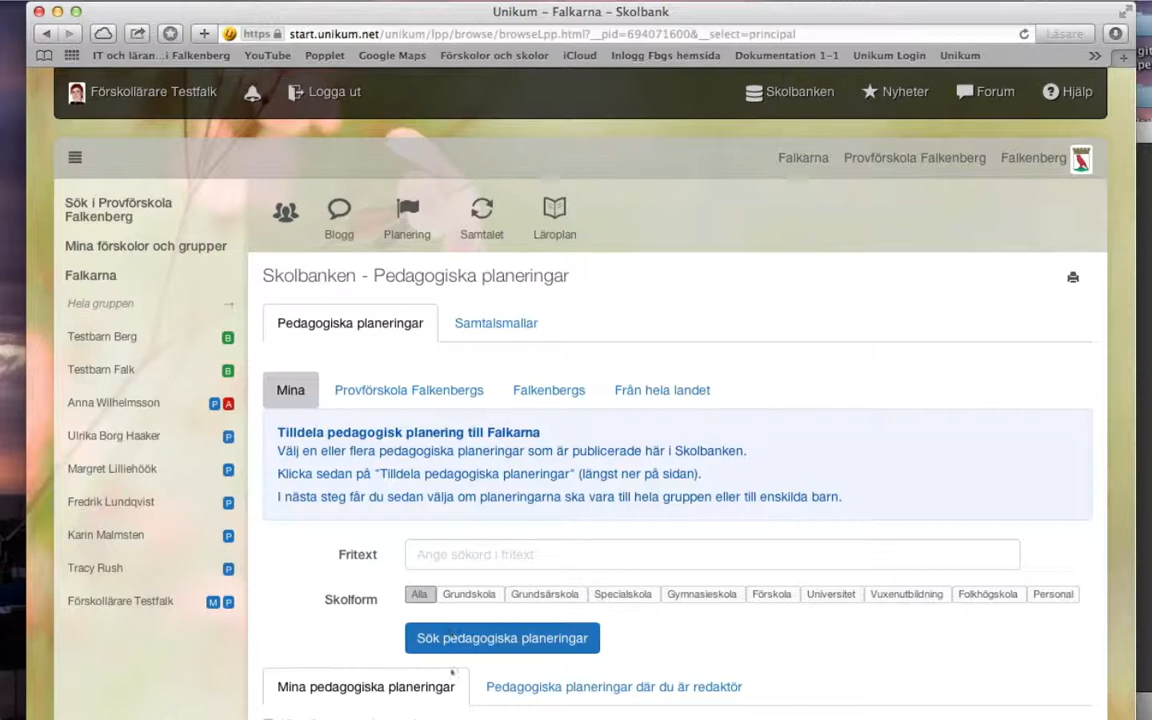 Unikum – Falkarna – Skolbank
https start.unikum.net/unikum/lpp/browse/browseLpp.html?__pid=694071600&__select=principal Läsare
IT och läran...i Falkenberg YouTube Popplet Google Maps Förskolor och skolor iCloud Inlogg Fbgs hemsida Dokumentation 1–1 Unikum Login Unikum
Förskollärare Testfalk Logga ut Skolbanken Nyheter Forum Hjälp
Falkarna Provförskola Falkenberg Falkenberg
Sök i Provförskola
Falkenberg
Mina förskolor och grupper
Falkarna
Hela gruppen →
Testbarn Berg B
Testbarn Falk B
Anna Wilhelmsson P A
Ulrika Borg Haaker P
Margret Lilliehöök P
Fredrik Lundqvist P
Karin Malmsten P
Tracy Rush P
Förskollärare Testfalk M P
Blogg Planering Samtalet Läroplan
Skolbanken - Pedagogiska planeringar
Pedagogiska planeringar Samtalsmallar
Mina Provförskola Falkenbergs Falkenbergs Från hela landet
Tilldela pedagogisk planering till Falkarna
Välj en eller flera pedagogiska planeringar som är publicerade här i Skolbanken.
Klicka sedan på "Tilldela pedagogiska planeringar" (längst ner på sidan).
I nästa steg får du sedan välja om planeringarna ska vara till hela gruppen eller till enskilda barn.
Fritext Ange sökord i fritext
Skolform Alla Grundskola Grundsärskola Specialskola Gymnasieskola Förskola Universitet Vuxenutbildning Folkhögskola Personal
Sök pedagogiska planeringar
Mina pedagogiska planeringar Pedagogiska planeringar där du är redaktör